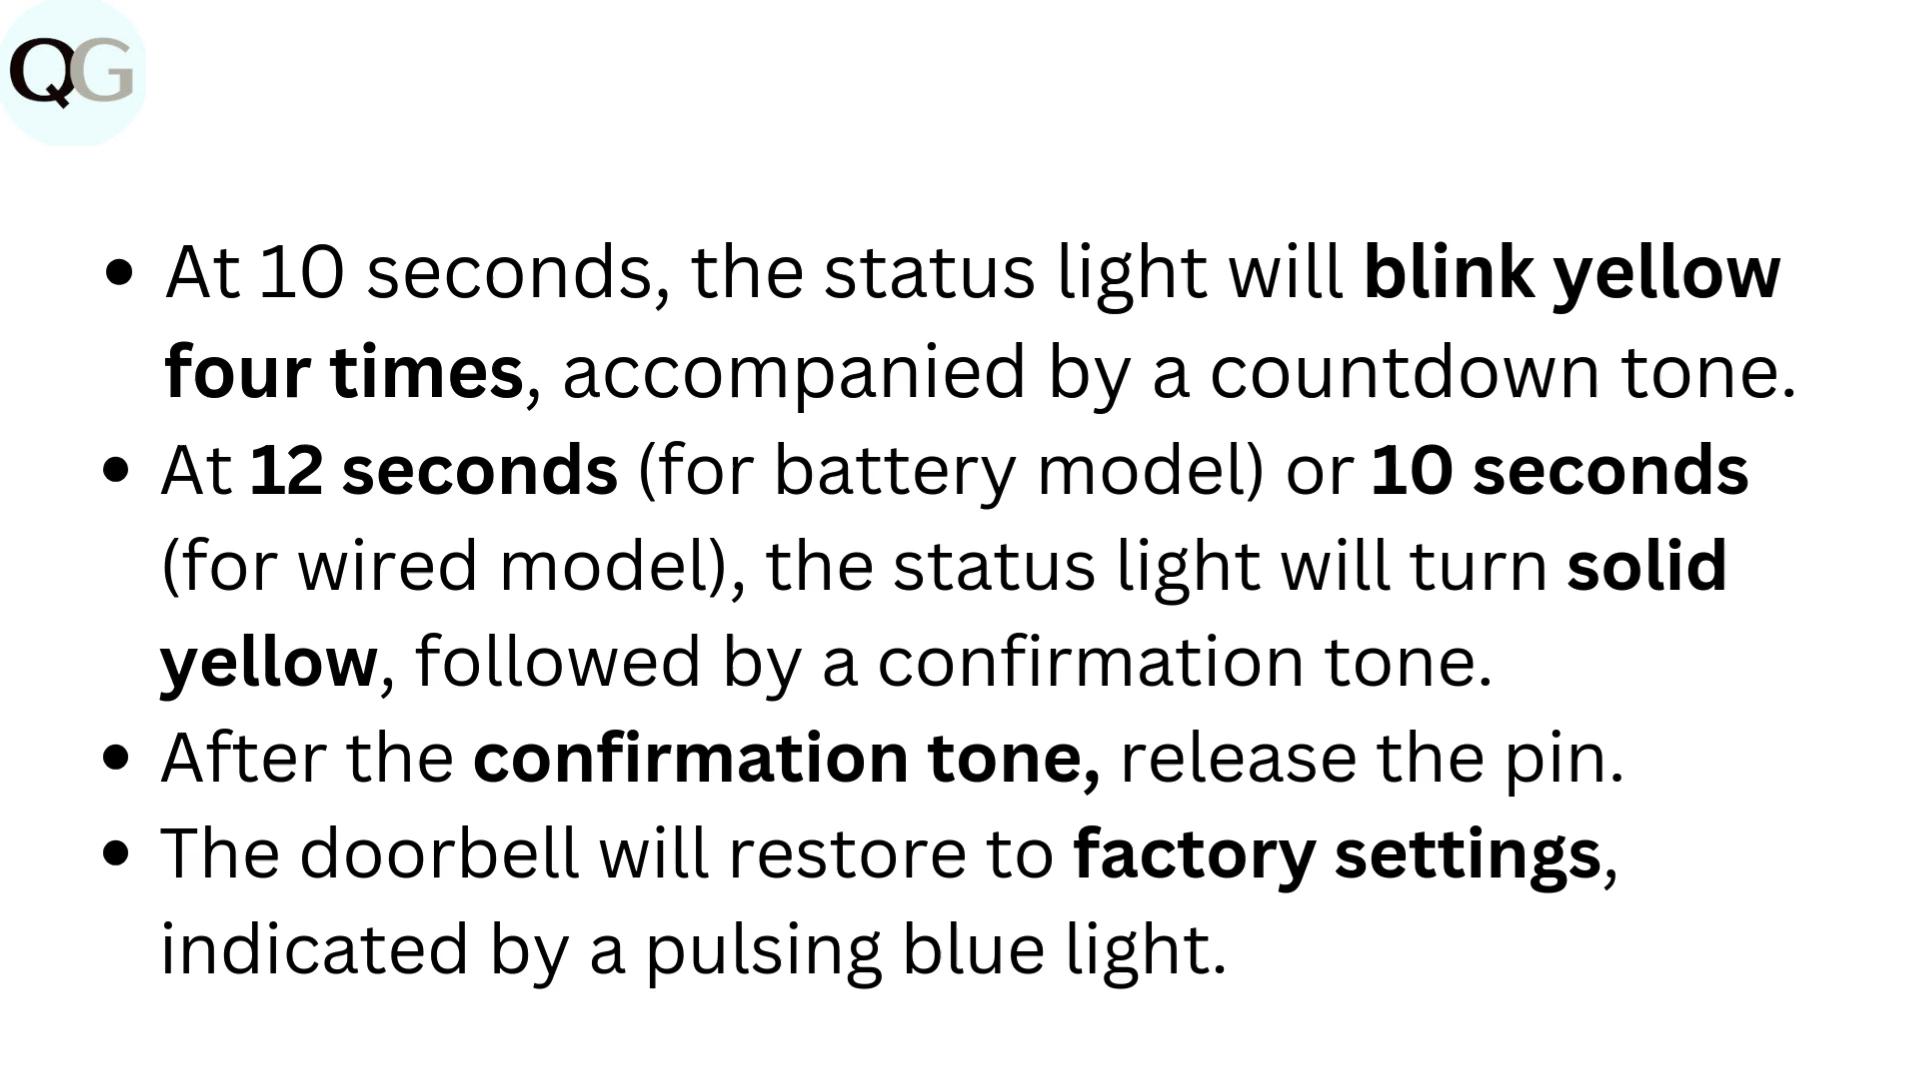 QG
• At 10 seconds, the status light will blink yellow
four times, accompanied by a countdown tone.
• At 12 seconds (for battery model) or 10 seconds
(for wired model), the status light will turn solid
yellow, followed by a confirmation tone.
• After the confirmation tone, release the pin.
• The doorbell will restore to factory settings,
indicated by a pulsing blue light.